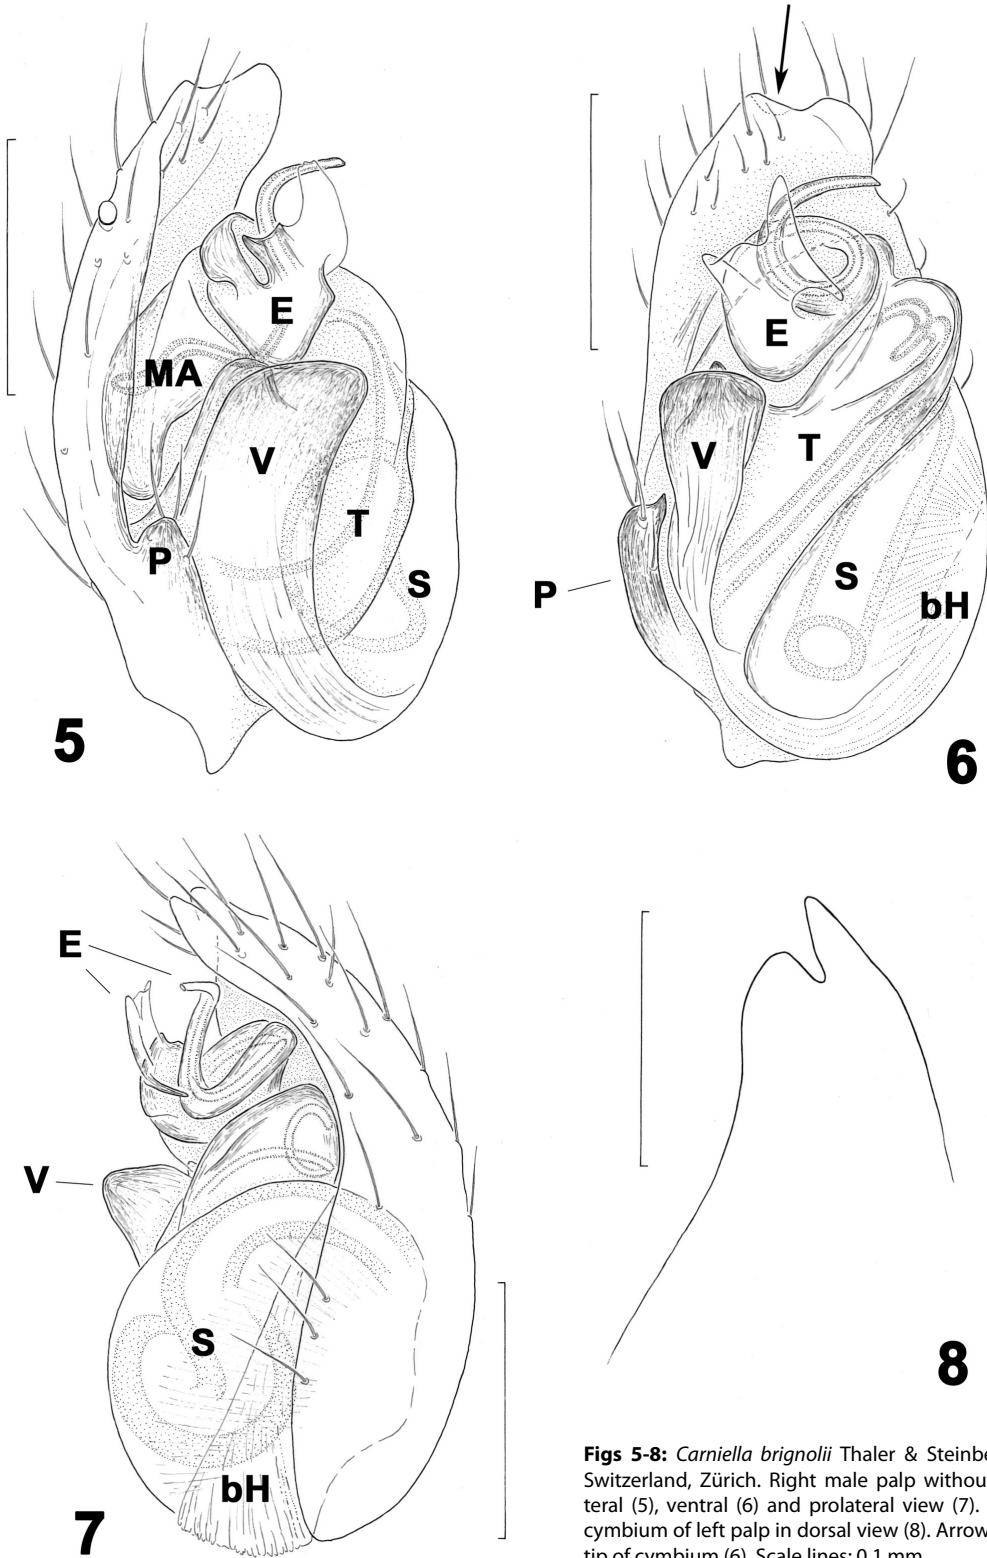 E
MA
V
T
P
S
5
E
V
T
P
S
bH
6
E
V
S
bH
7
8
Figs 5-8: Carniella brignolii Thaler & Steinbe
Switzerland, Zürich. Right male palp withou
teral (5), ventral (6) and prolateral view (7).
cymbium of left palp in dorsal view (8). Arrow
tip of cymbium (6). Scale lines: 0.1 mm